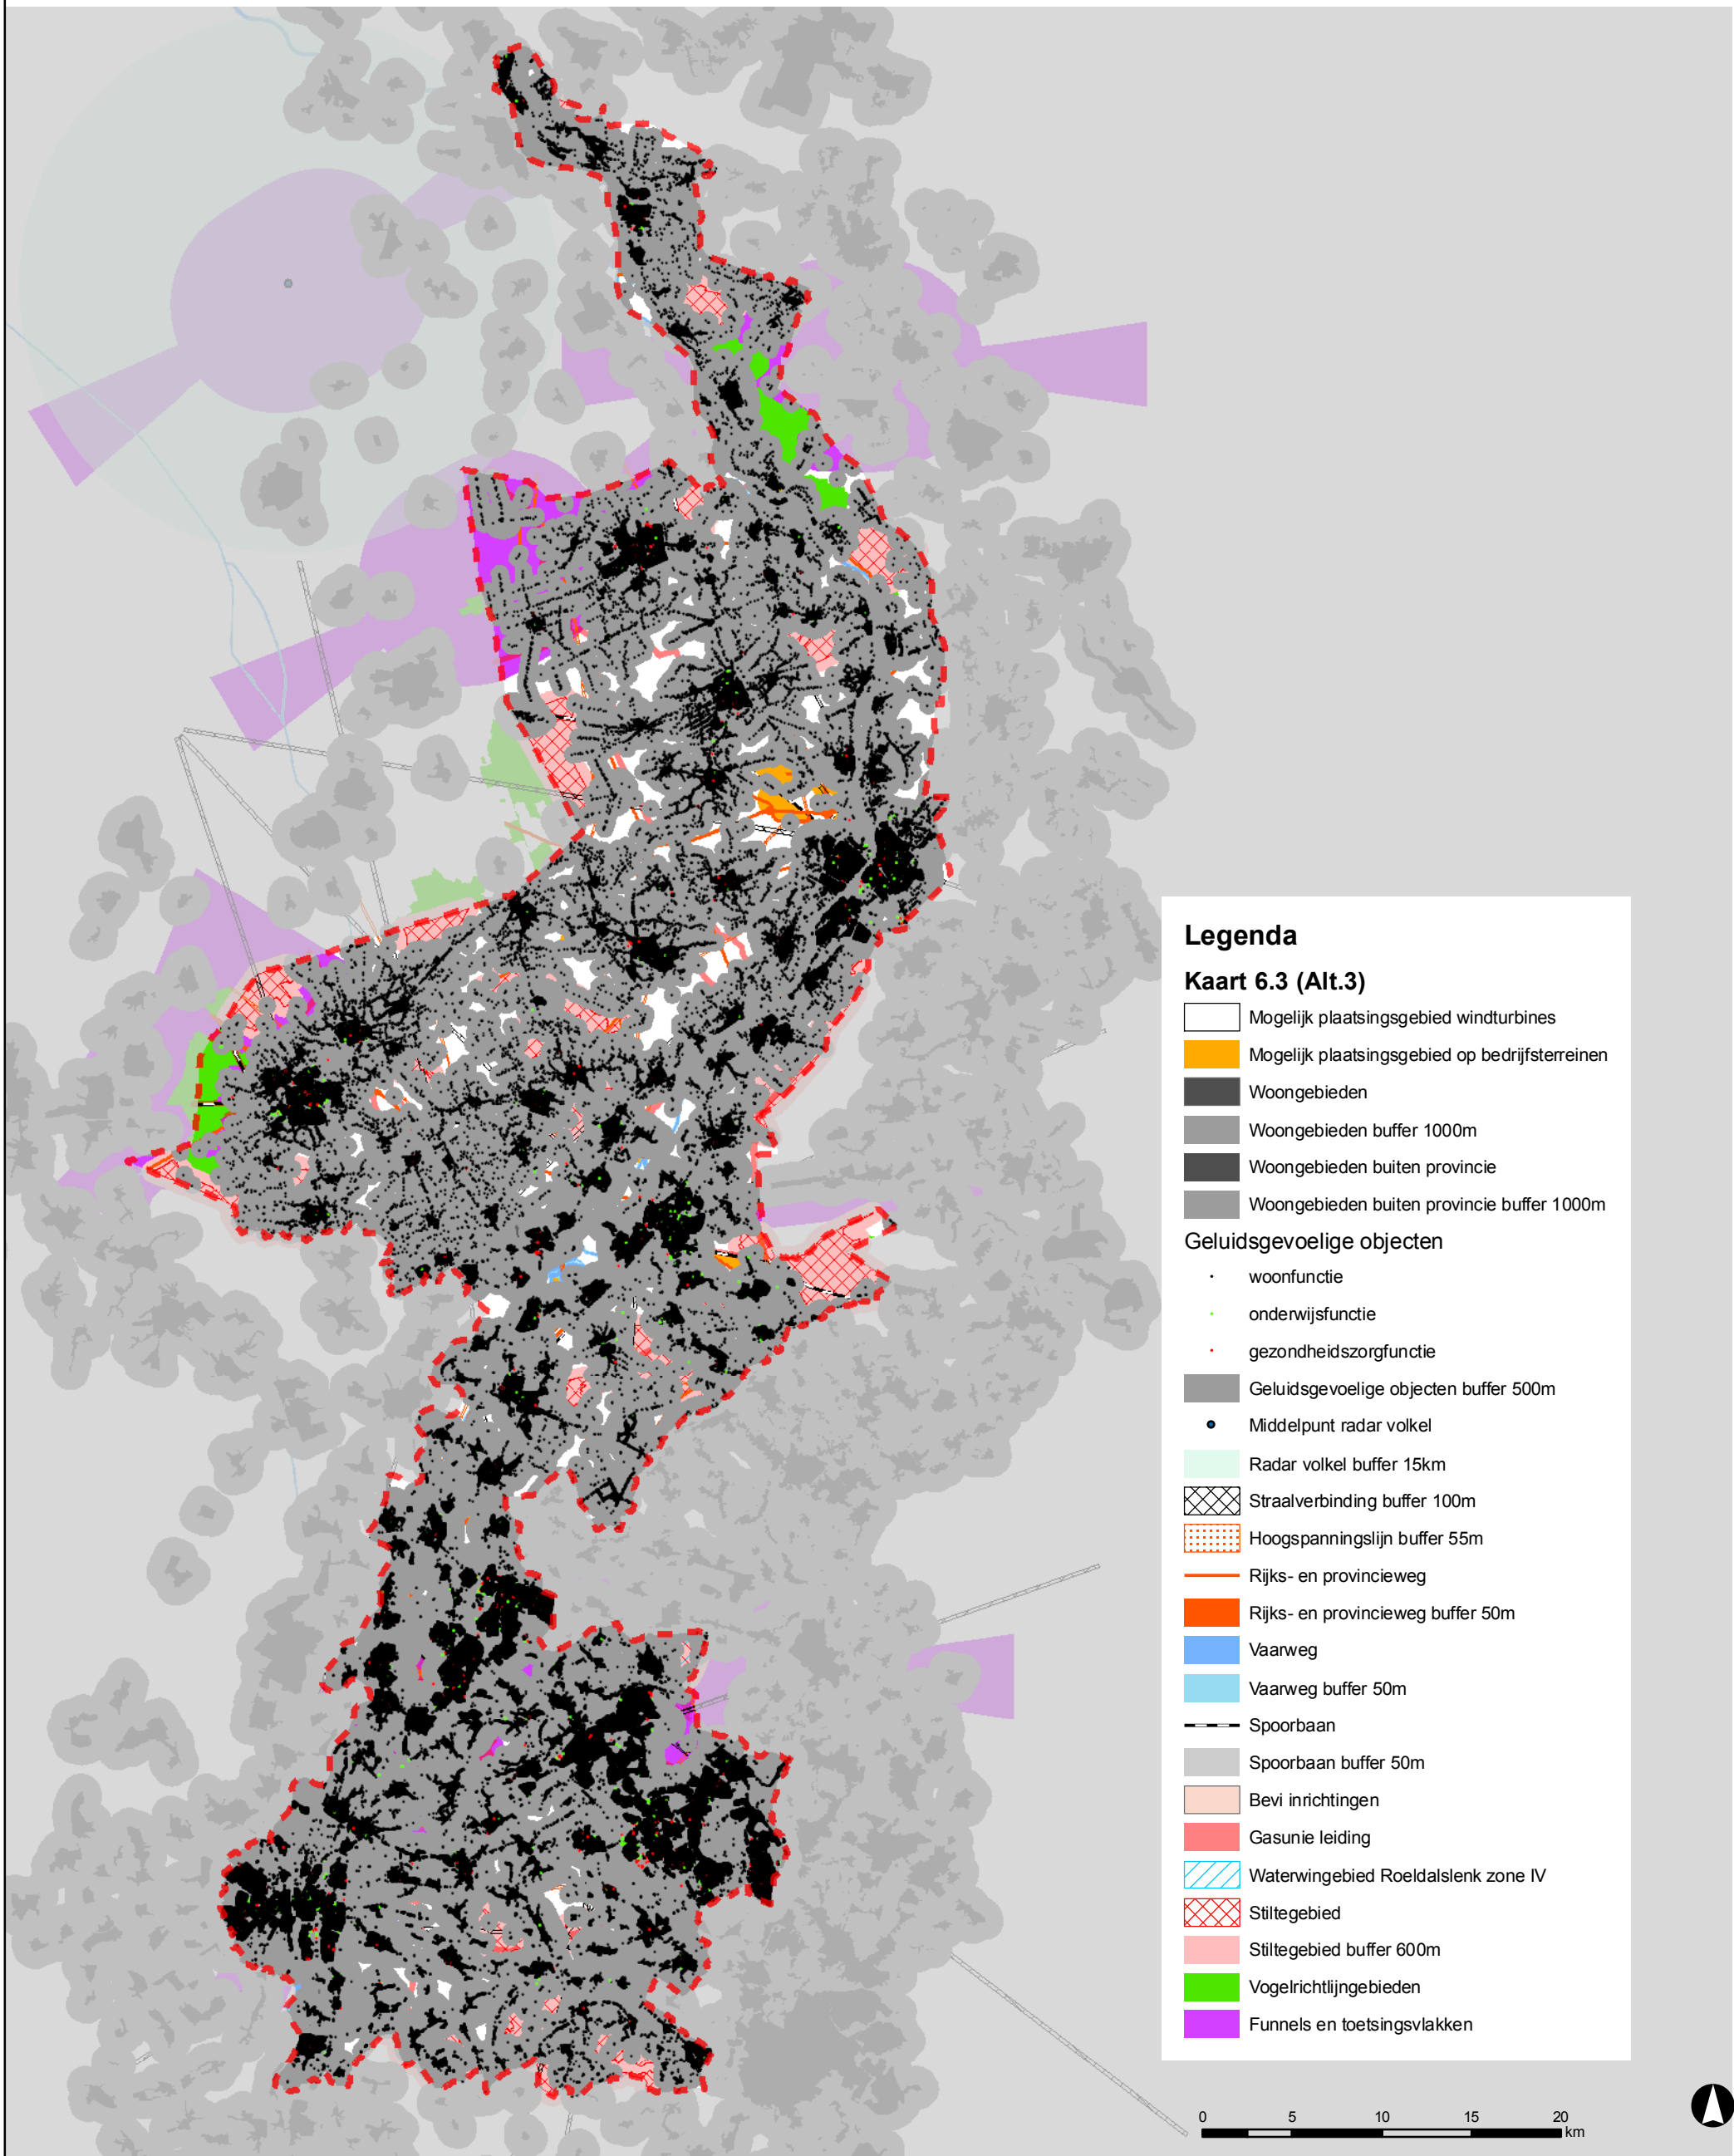 Legenda
Kaart 6.3 (Alt.3)
Mogelijk plaatsingsgebied windturbines
Mogelijk plaatsingsgebied op bedrijfsterreinen
Woongebieden
Woongebieden buffer 1000m
Woongebieden buiten provincie
Woongebieden buiten provincie buffer 1000m
Geluidsgevoelige objecten
woonfunctie
onderwijsfunctie
gezondheidszorgfunctie
Geluidsgevoelige objecten buffer 500m
Middelpunt radar volkel
Radar volkel buffer 15km
Straalverbinding buffer 100m
Hoogspanningslijn buffer 55m
Rijks- en provincieweg
Rijks- en provincieweg buffer 50m
Vaarweg
Vaarweg buffer 50m
Spoorbaan
Spoorbaan buffer 50m
Bevi inrichtingen
Gasunie leiding
Waterwingebied Roeldalslenk zone IV
Stiltegebied
Stiltegebied buffer 600m
Vogelrichtlijngebieden
Funnels en toetsingsvlakken
0 5 10 15 20
km